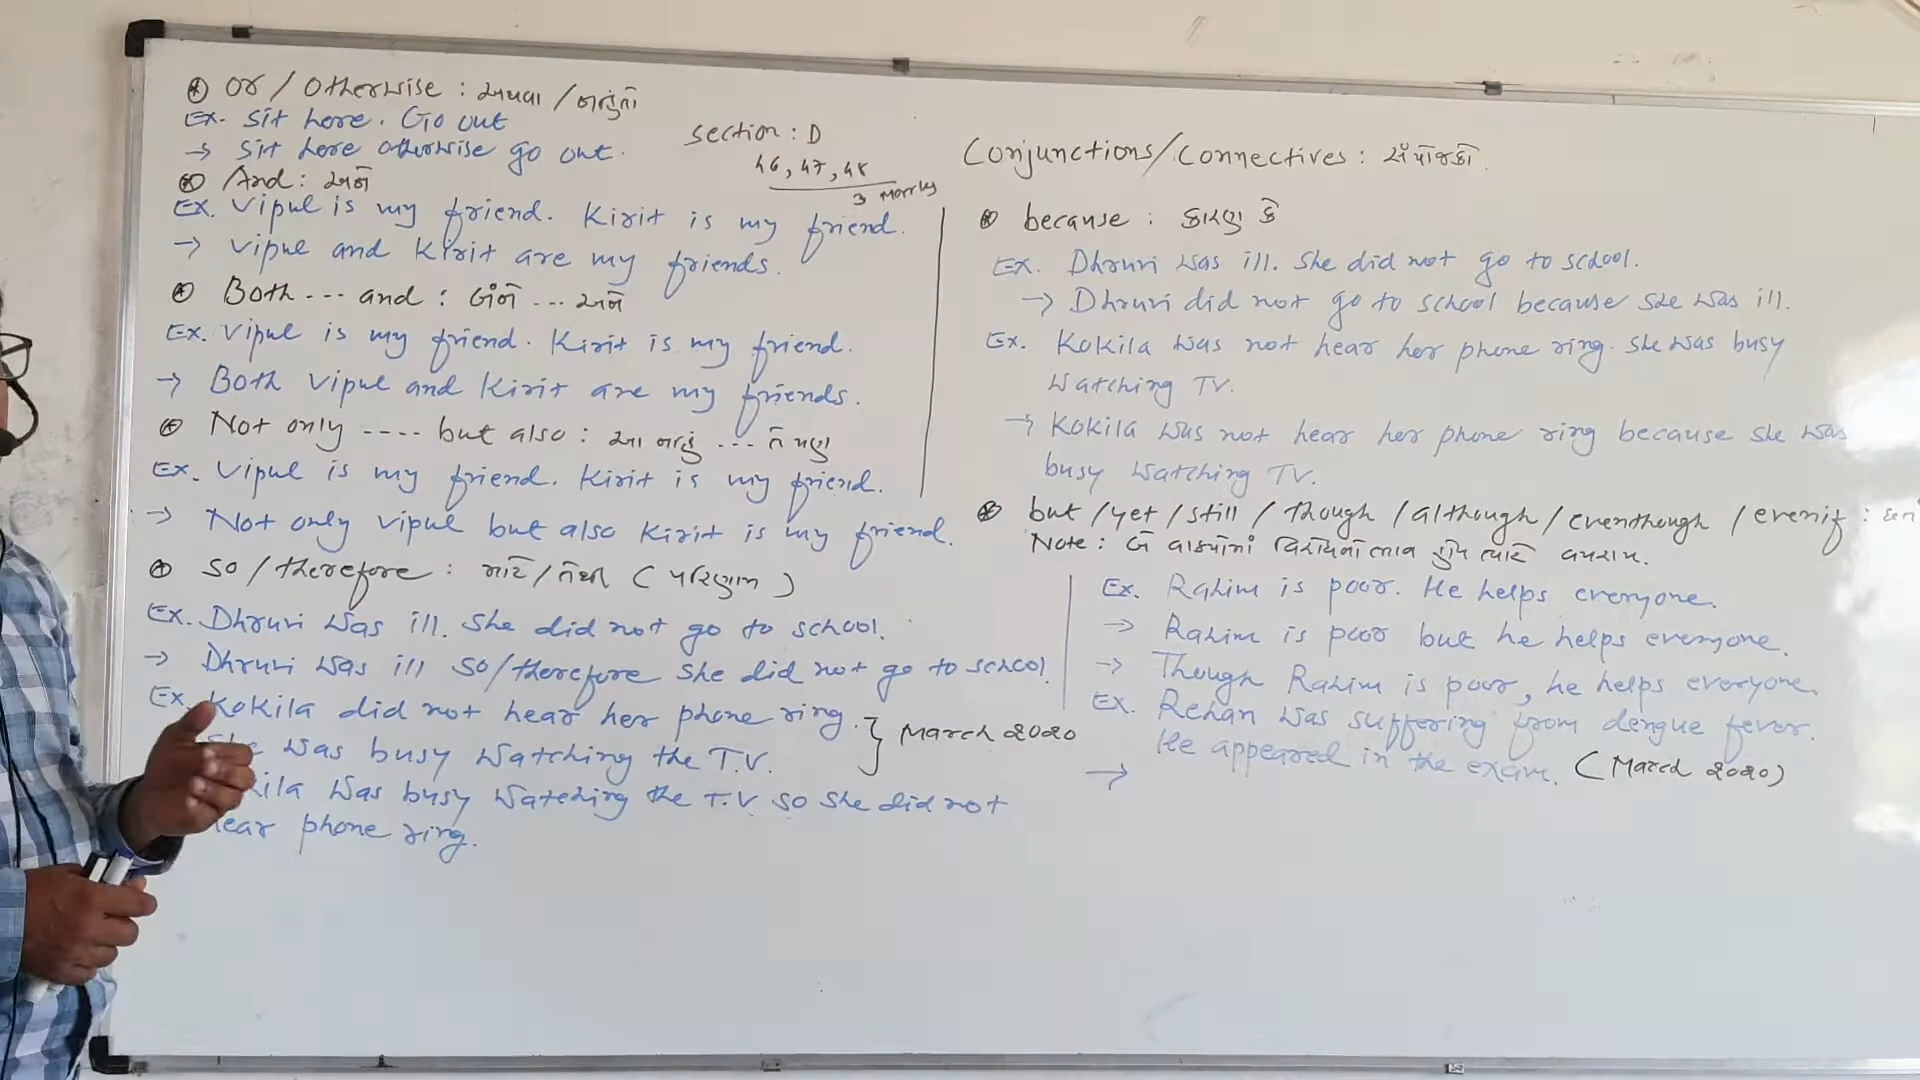 or / otherwise : અથવા / નહીંતો
Ex. Sit here. Go out
→ Sit here otherwise go out.
And : અને
Ex. Vipul is my friend. Kirit is my friend.
→ Vipul and Kirit are my friends.
Both --- and : બંને --- અને
Ex. Vipul is my friend. Kirit is my friend.
→ Both Vipul and Kirit are my friends.
Not only ---- but also : આ નહીં --- તે પણ
Ex. Vipul is my friend. Kirit is my friend.
→ Not only Vipul but also Kirit is my friend.
so / therefore : માટે / તેથી ( પરિણામ )
Ex. Dhruvi was ill. She did not go to school.
→ Dhruvi was ill so/therefore she did not go to school.
Ex. Kokila did not hear her phone ring. } March 2020
She was busy watching the T.V.
kila was busy watching the T.V so she did not
hear phone ring.
Section : D
46, 47, 48
3 Marks
Conjunctions/Connectives : સંયોજકો.
because : કારણ કે
Ex. Dhruvi was ill. She did not go to school.
→ Dhruvi did not go to school because she was ill.
Ex. Kokila was not hear her phone ring. She was busy
watching TV.
→ Kokila was not hear her phone ring because she was
busy watching TV.
but / yet / still / though / although / eventhough / evenif :
Note : બે વાક્યોમાં વિરોધનો ભાવ હોય ત્યારે વપરાય.
Ex. Rahim is poor. He helps everyone.
→ Rahim is poor but he helps everyone.
→ Though Rahim is poor, he helps everyone.
Ex. Rehan was suffering from dengue fever.
He appeared in the exam. (March 2020)
→